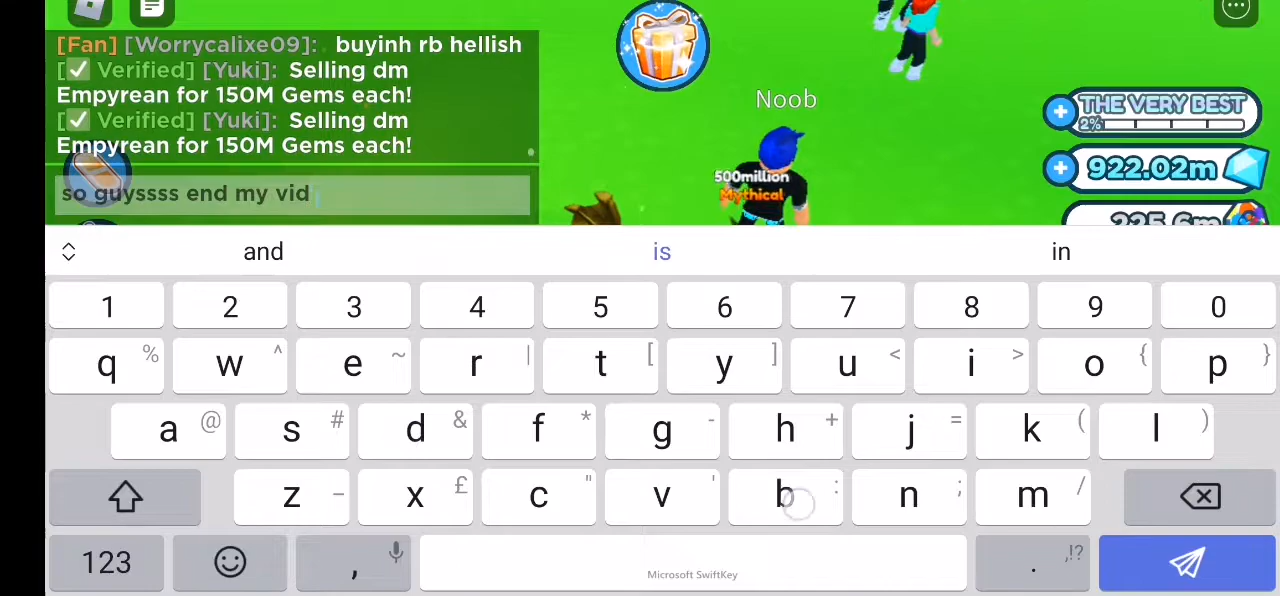 [Fan] [Worrycalixe09]: buyinh rb hellish
[✓ Verified] [Yuki]: Selling dm
Empyrean for 150M Gems each!
[✓ Verified] [Yuki]: Selling dm
Empyrean for 150M Gems each!
so guyssss end my vid
Noob
500million
Mythical
THE VERY BEST
2%
922.02m
225.6m
and is in
1 2 3 4 5 6 7 8 9 0
q % w ^ e ~ r | t [ y ] u < i > o { p }
a @ s # d & f * g - h + j = k ( l )
z – x £ c " v ' b : n ; m /
123 , . ,!?
Microsoft SwiftKey